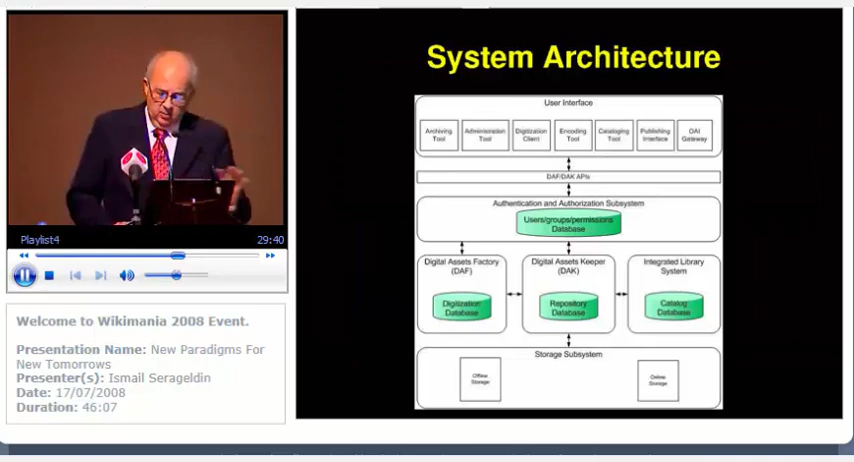 System Architecture
User Interface
Archiving Tool
Administration Tool
Digitization Client
Encoding Tool
Cataloging Tool
Publishing Interface
OAI Gateway
DAF/DAK APIs
Authentication and Authorization Subsystem
Users/groups/permissions
Database
Digital Assets Factory
(DAF)
Digitization
Database
Digital Assets Keeper
(DAK)
Repository
Database
Integrated Library
System
Catalog
Database
Storage Subsystem
Offline
Storage
Online
Storage
Playlist4 29:40
Welcome to Wikimania 2008 Event.
Presentation Name: New Paradigms For
New Tomorrows
Presenter(s): Ismail Serageldin
Date: 17/07/2008
Duration: 46:07